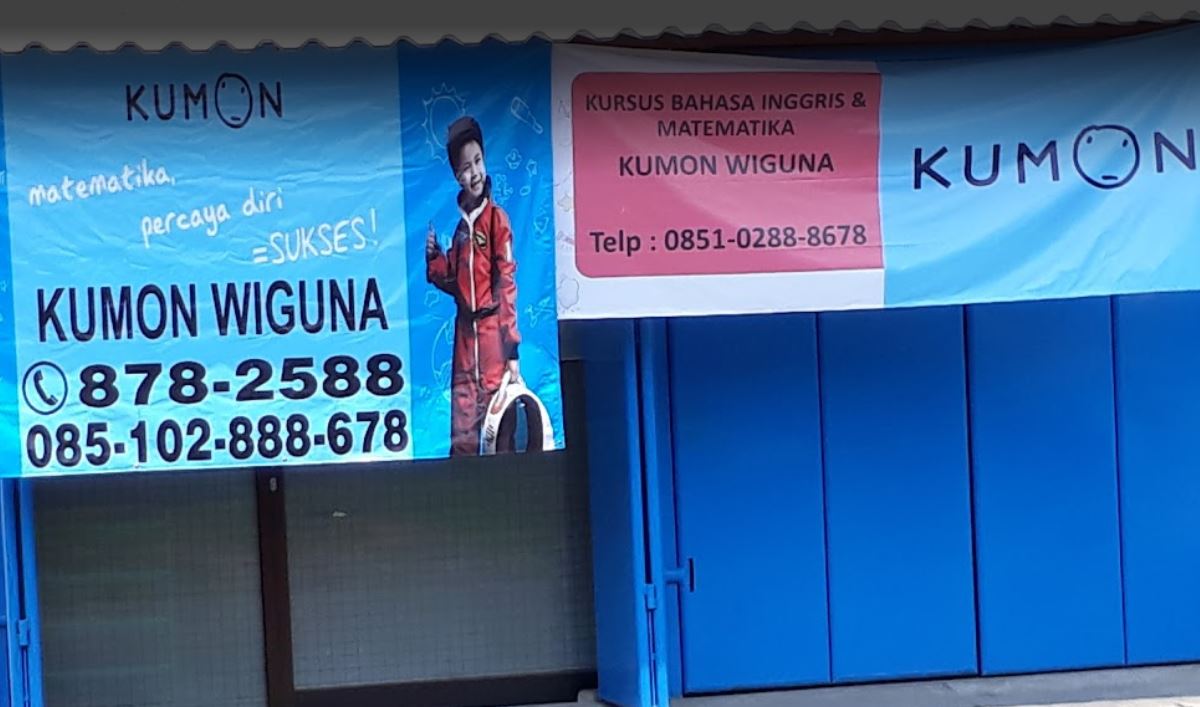 KUMON
matematika,
percaya diri
=SUKSES!
KUMON WIGUNA
878-2588
085-102-888-678
KURSUS BAHASA INGGRIS &
MATEMATIKA
KUMON WIGUNA
Telp : 0851-0288-8678
KUMON